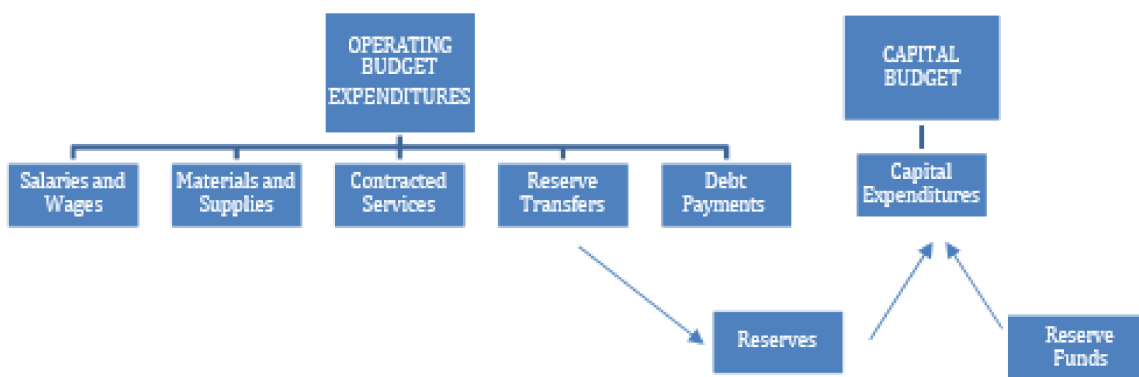 OPERATING
BUDGET
EXPENDITURES
CAPITAL
BUDGET
Salaries and
Wages
Materials and
Supplies
Contracted
Services
Reserve
Transfers
Debt
Payments
Capital
Expenditures
Reserves
Reserve
Funds